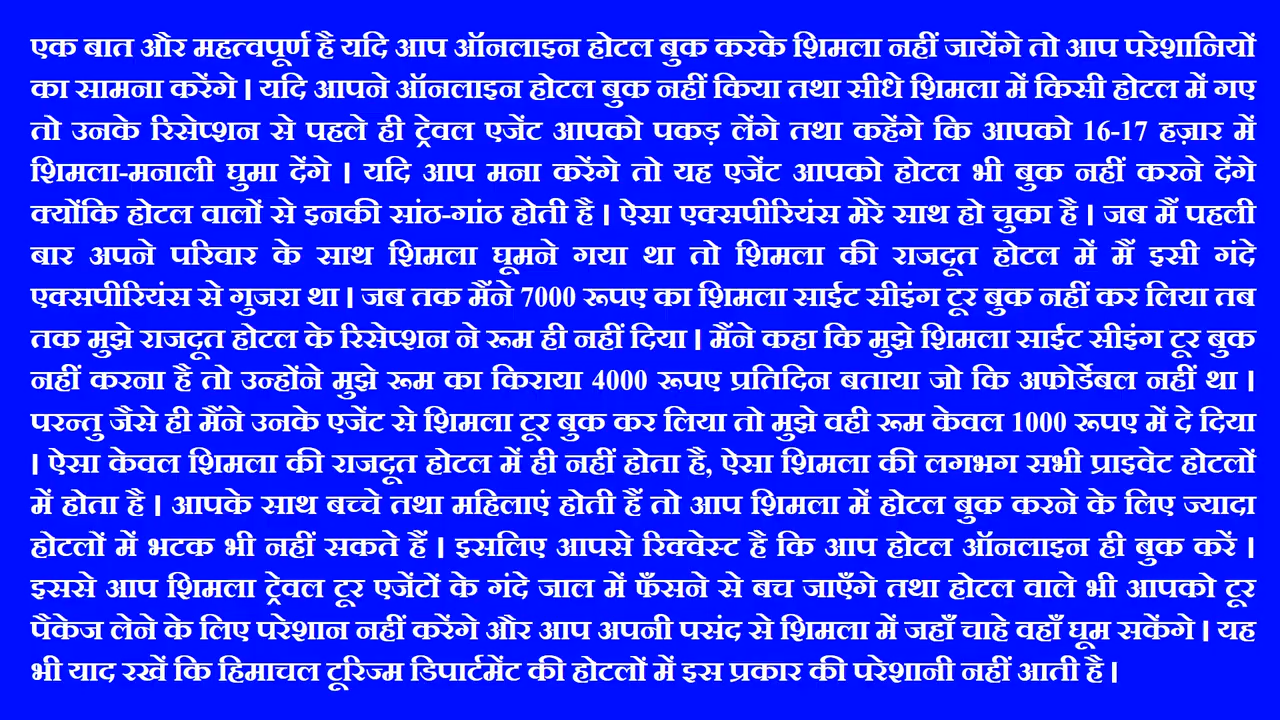 एक बात और महत्वपूर्ण है यदि आप ऑनलाइन होटल बुक करके शिमला नहीं जायेंगे तो आप परेशानियों
का सामना करेंगे । यदि आपने ऑनलाइन होटल बुक नहीं किया तथा सीधे शिमला में किसी होटल में गए
तो उनके रिसेप्शन से पहले ही ट्रेवल एजेंट आपको पकड़ लेंगे तथा कहेंगे कि आपको 16-17 हज़ार में
शिमला-मनाली घुमा देंगे । यदि आप मना करेंगे तो यह एजेंट आपको होटल भी बुक नहीं करने देंगे
क्योंकि होटल वालों से इनकी सांठ-गांठ होती है । ऐसा एक्सपीरियंस मेरे साथ हो चुका है । जब मैं पहली
बार अपने परिवार के साथ शिमला घूमने गया था तो शिमला की राजदूत होटल में मैं इसी गंदे
एक्सपीरियंस से गुजरा था । जब तक मैंने 7000 रूपए का शिमला साईट सीइंग टूर बुक नहीं कर लिया तब
तक मुझे राजदूत होटल के रिसेप्शन ने रूम ही नहीं दिया । मैंने कहा कि मुझे शिमला साईट सीइंग टूर बुक
नहीं करना है तो उन्होंने मुझे रूम का किराया 4000 रूपए प्रतिदिन बताया जो कि अफोर्डेबल नहीं था ।
परन्तु जैसे ही मैंने उनके एजेंट से शिमला टूर बुक कर लिया तो मुझे वही रूम केवल 1000 रूपए में दे दिया
। ऐसा केवल शिमला की राजदूत होटल में ही नहीं होता है, ऐसा शिमला की लगभग सभी प्राइवेट होटलों
में होता है । आपके साथ बच्चे तथा महिलाएं होती हैं तो आप शिमला में होटल बुक करने के लिए ज्यादा
होटलों में भटक भी नहीं सकते हैं । इसलिए आपसे रिक्वेस्ट है कि आप होटल ऑनलाइन ही बुक करें ।
इससे आप शिमला ट्रेवल टूर एजेंटों के गंदे जाल में फँसने से बच जाएँगे तथा होटल वाले भी आपको टूर
पैकेज लेने के लिए परेशान नहीं करेंगे और आप अपनी पसंद से शिमला में जहाँ चाहे वहाँ घूम सकेंगे । यह
भी याद रखें कि हिमाचल टूरिज्म डिपार्टमेंट की होटलों में इस प्रकार की परेशानी नहीं आती है ।